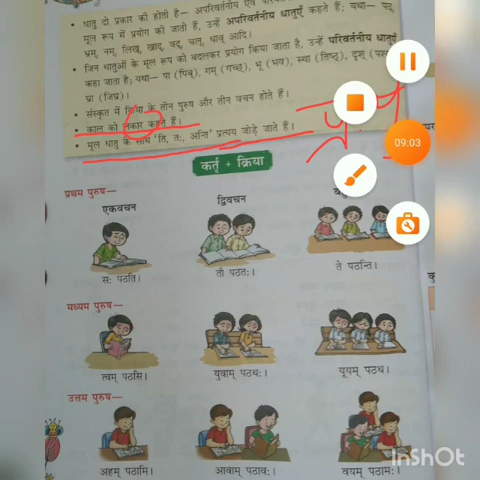 • धातु दो प्रकार की होती है— अपरिवर्तनीय एवं
मूल रूप में प्रयोग की जाती हैं, उन्हें अपरिवर्तनीय धातुएँ कहते हैं; यथा— पद्
भ्रम्, नम्, लिख्, खाद्, वद्, चल्, धाव् आदि।
• जिन धातुओं के मूल रूप को बदलकर प्रयोग किया जाता है, उन्हें परिवर्तनीय धातुएँ
कहा जाता है; यथा— पा (पिब्), गम् (गच्छ्), भू (भव), स्था (तिष्ठ्), दृश्
घ्रा (जिघ्र)।
• संस्कृत में क्रिया के तीन पुरुष और तीन वचन होते हैं।
• काल को लकार कहते हैं।
• मूल धातु के साथ 'ति, तः, अन्ति' प्रत्यय जोड़े जाते हैं।
09:03
कर्तृ + क्रिया
प्रथम पुरुष—
एकवचन द्विवचन
सः पठति। तौ पठतः। ते पठन्ति।
मध्यम पुरुष—
त्वम् पठसि। युवाम् पठथः। यूयम् पठथ।
उत्तम पुरुष—
अहम् पठामि। आवाम् पठावः। वयम् पठामः।
InShOt